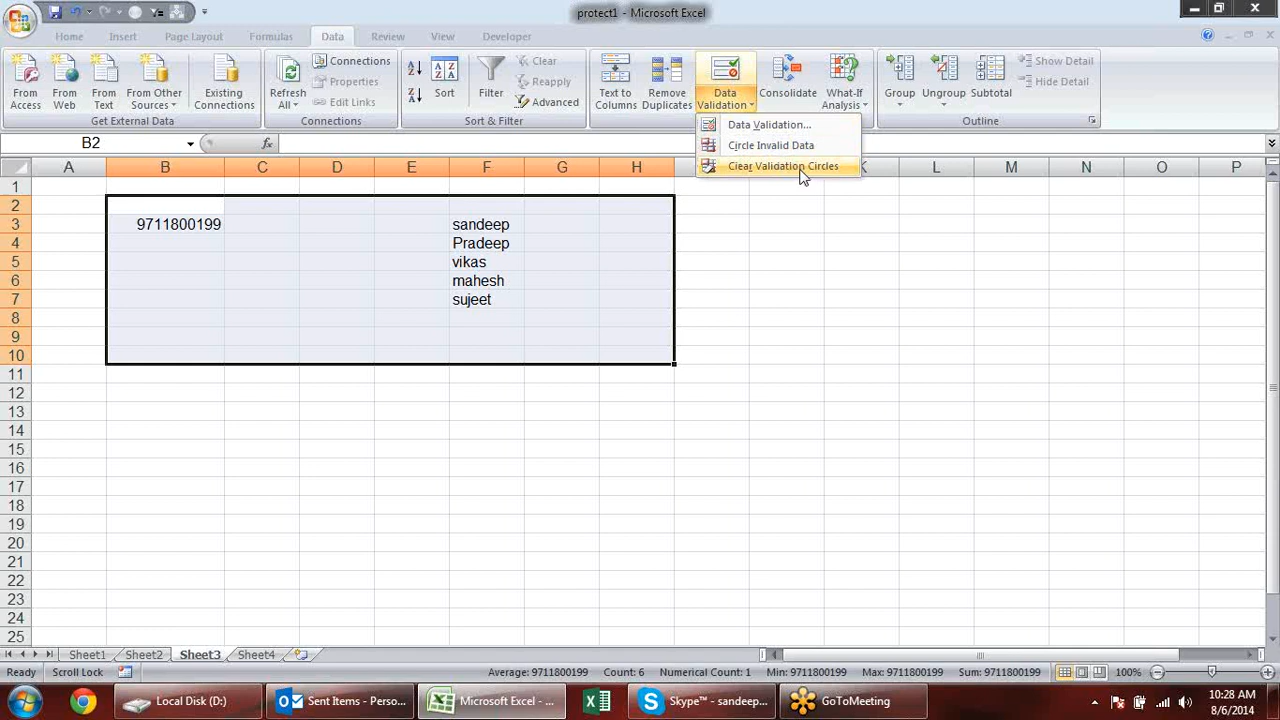 protect1 - Microsoft Excel
Home Insert Page Layout Formulas Data Review View Developer
From Access
From Web
From Text
From Other Sources
Existing Connections
Get External Data
Refresh All
Connections
Properties
Edit Links
Connections
Sort
Filter
Clear
Reapply
Advanced
Sort & Filter
Text to Columns
Remove Duplicates
Data Validation
Consolidate
What-If Analysis
Group
Ungroup
Subtotal
Show Detail
Hide Detail
Outline
Data Validation...
Circle Invalid Data
Clear Validation Circles
B2
fx
A B C D E F G H K L M N O P
1
2
3 9711800199 sandeep
4 Pradeep
5 vikas
6 mahesh
7 sujeet
8
9
10
11
12
13
14
15
16
17
18
19
20
21
22
23
24
25
Sheet1 Sheet2 Sheet3 Sheet4
Ready Scroll Lock Average: 9711800199 Count: 6 Numerical Count: 1 Min: 9711800199 Max: 9711800199 Sum: 9711800199 100%
Local Disk (D:) Sent Items - Perso... Microsoft Excel - ... Skype™ - sandeep... GoToMeeting
10:28 AM
8/6/2014